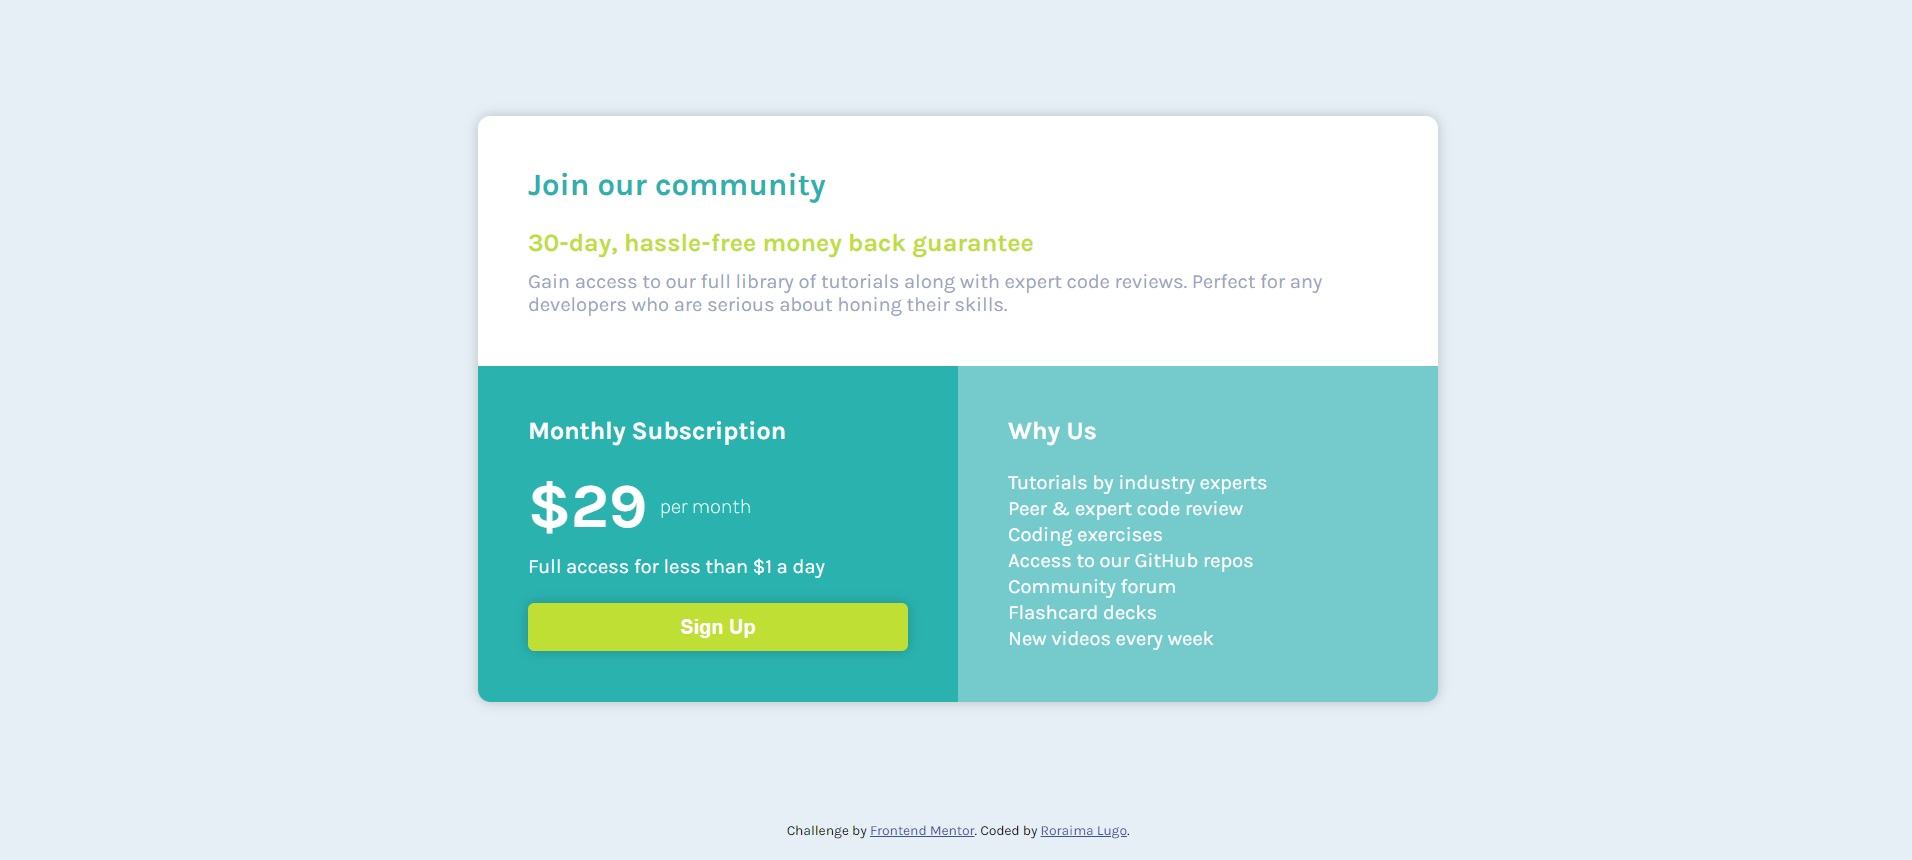 Join our community
30-day, hassle-free money back guarantee
Gain access to our full library of tutorials along with expert code reviews. Perfect for any
developers who are serious about honing their skills.
Monthly Subscription
$29 per month
Full access for less than $1 a day
Sign Up
Why Us
Tutorials by industry experts
Peer & expert code review
Coding exercises
Access to our GitHub repos
Community forum
Flashcard decks
New videos every week
Challenge by Frontend Mentor. Coded by Roraima Lugo.